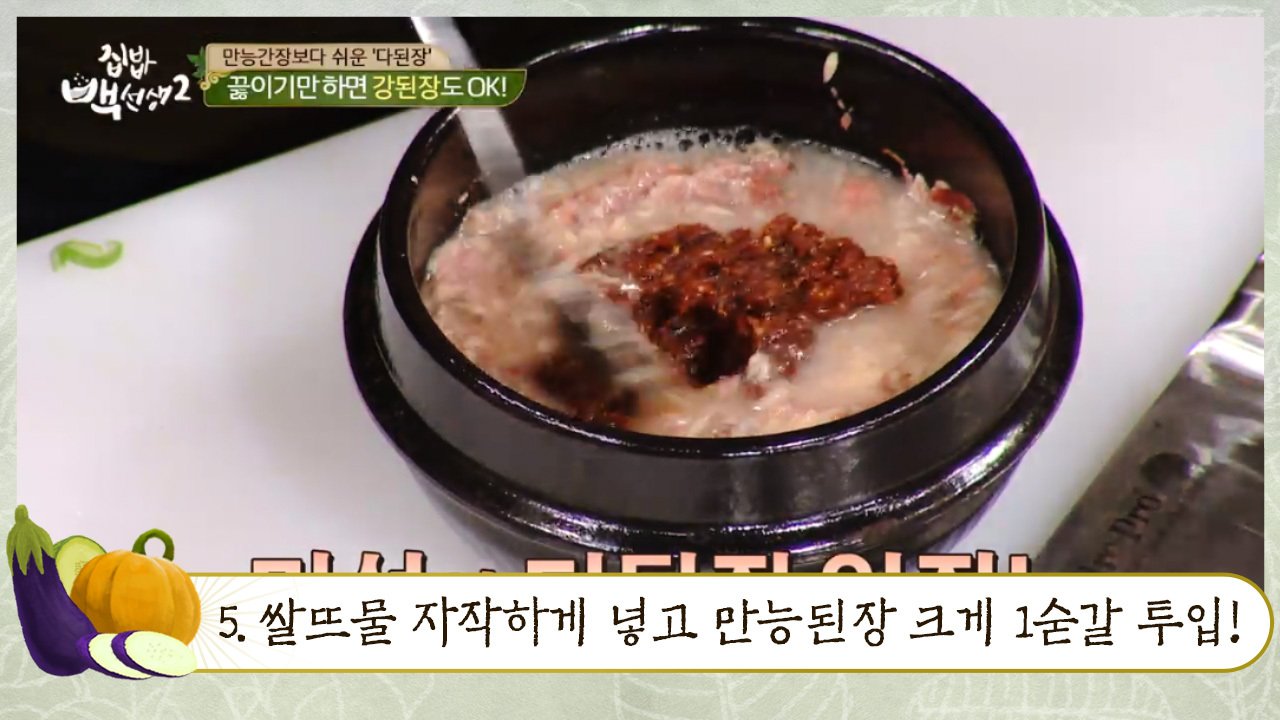 집밥
백선생2
만능간장보다 쉬운 '다된장'
끓이기만 하면 강된장도 OK!
Pro
5. 쌀뜨물 자작하게 넣고 만능된장 크게 1숟갈 투입!